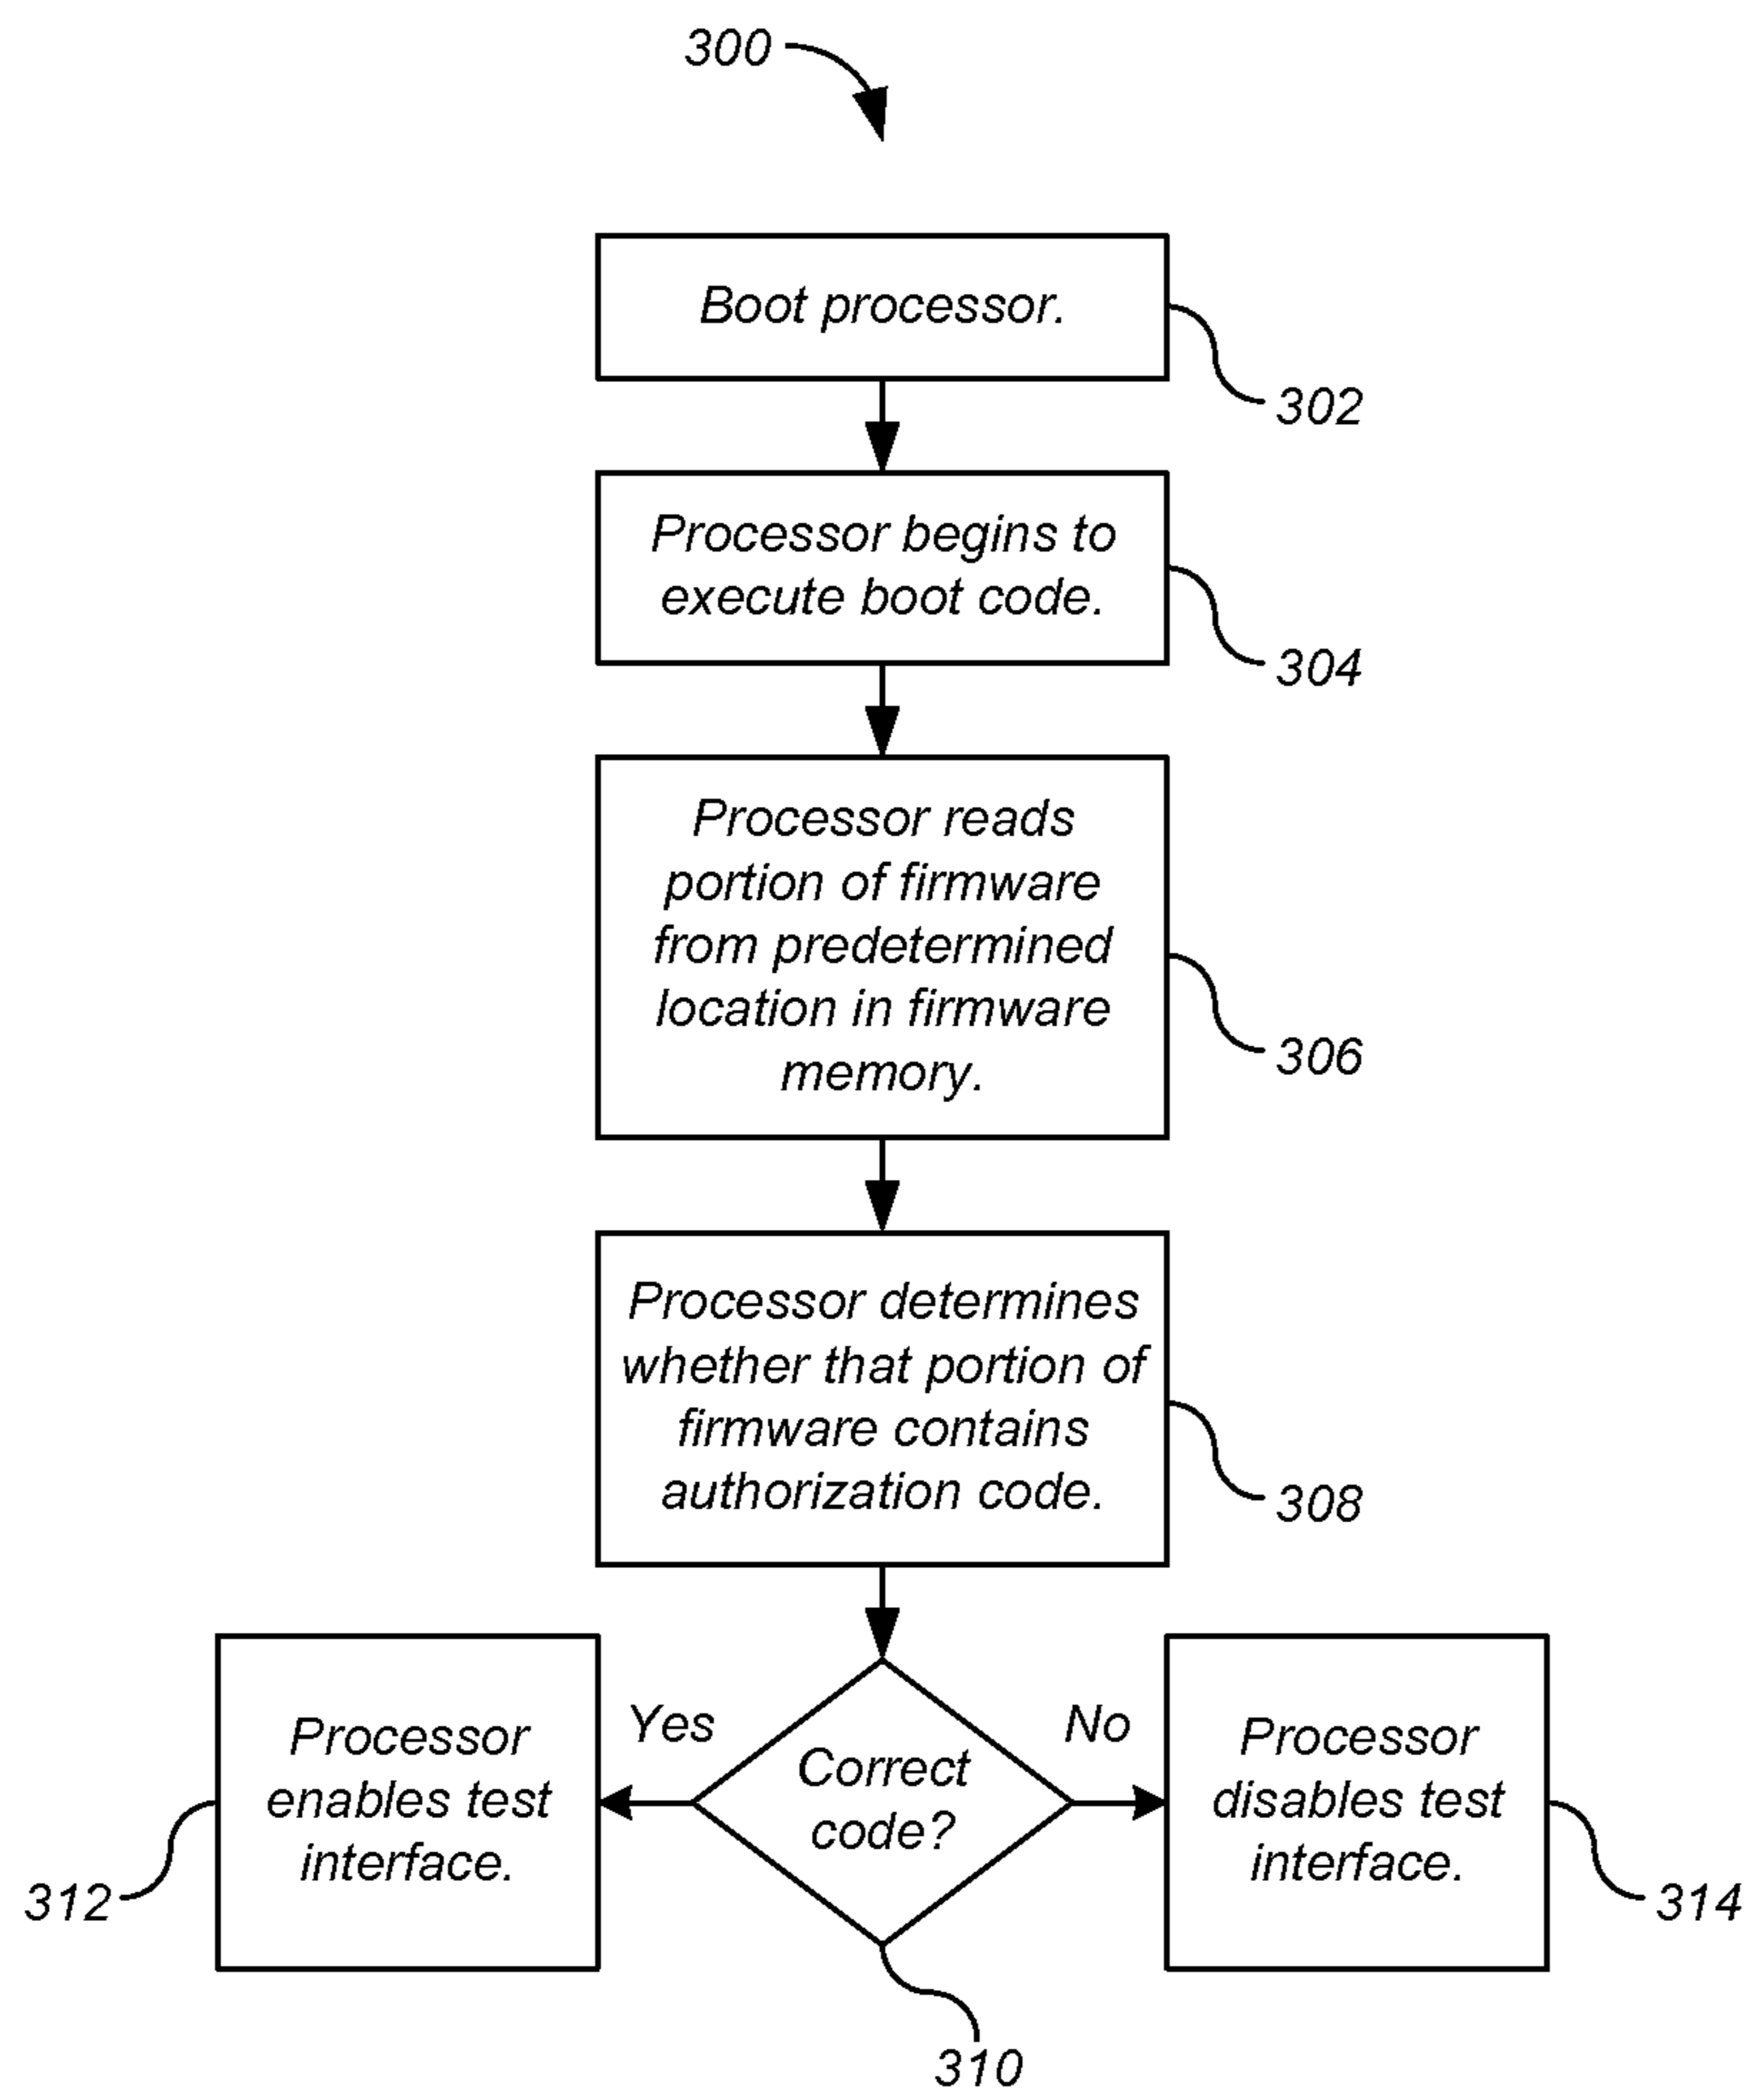 300
Boot processor.
302
Processor begins to
execute boot code.
304
Processor reads
portion of firmware
from predetermined
location in firmware
memory.
306
Processor determines
whether that portion of
firmware contains
authorization code.
308
Processor
enables test
interface.
312
Yes
Correct
code?
310
No
Processor
disables test
interface.
314